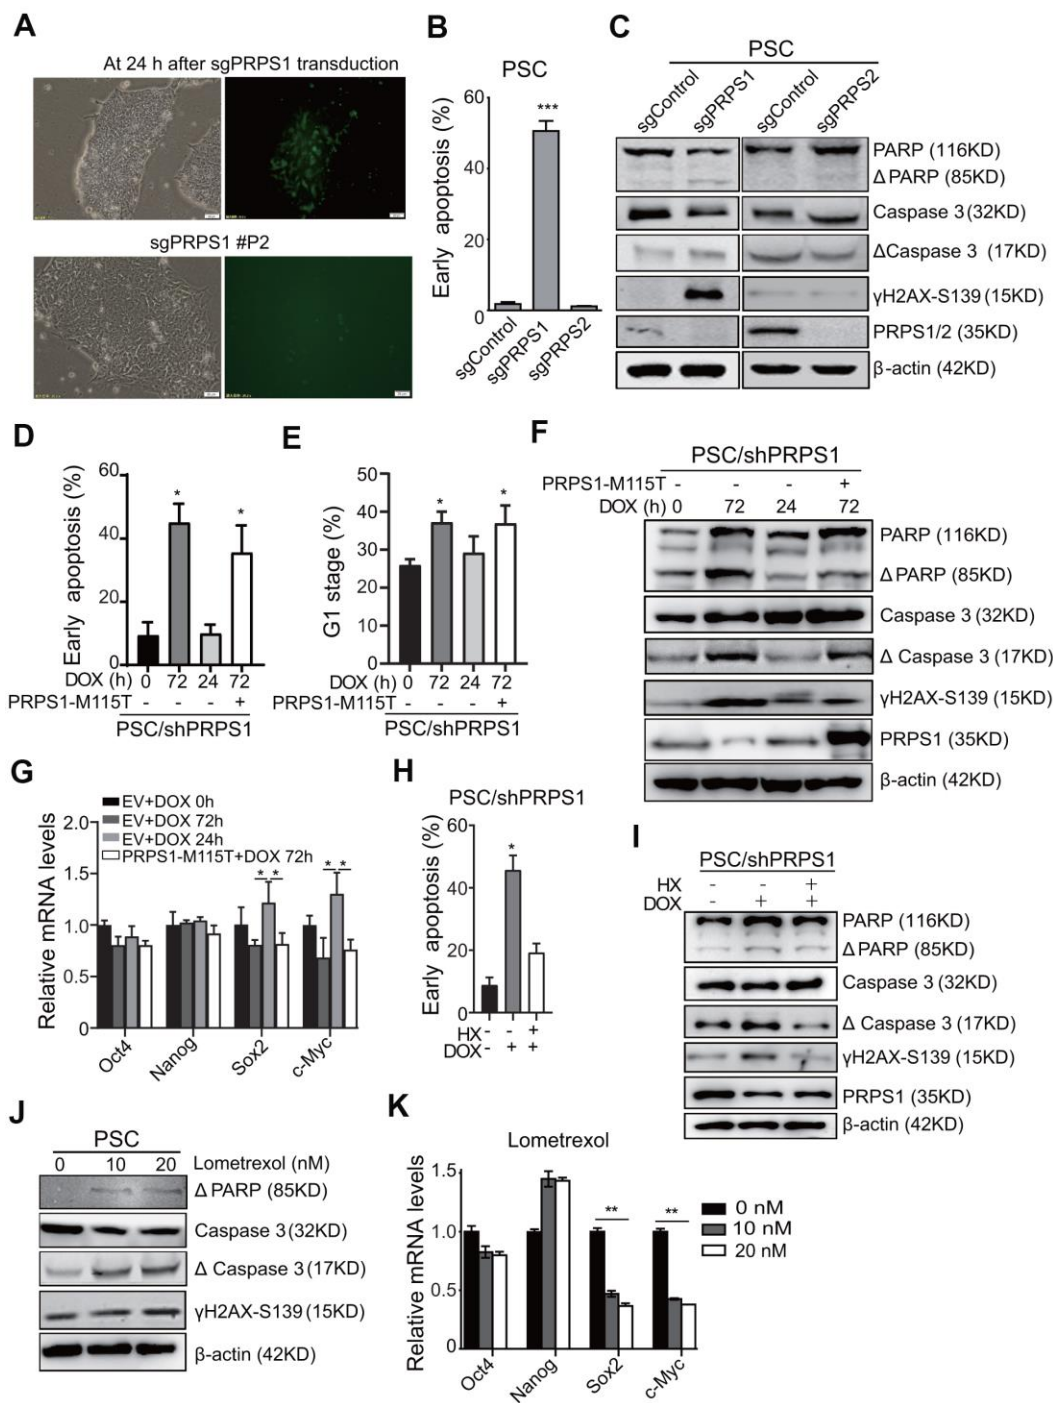 A
At 24 h after sgPRPS1 transduction
sgPRPS1 #P2
B
PSC
Early apoptosis (%)
60
40
20
0
***
sgControl
sgPRPS1
sgPRPS2
C
PSC
sgControl
sgPRPS1
sgControl
sgPRPS2
PARP (116KD)
Δ PARP (85KD)
Caspase 3 (32KD)
ΔCaspase 3 (17KD)
γH2AX-S139 (15KD)
PRPS1/2 (35KD)
β-actin (42KD)
D
Early apoptosis (%)
60
40
20
0
* *
DOX (h) 0 72 24 72
PRPS1-M115T - - - +
PSC/shPRPS1
E
G1 stage (%)
50
40
30
20
10
0
* *
DOX (h) 0 72 24 72
PRPS1-M115T - - - +
PSC/shPRPS1
F
PSC/shPRPS1
PRPS1-M115T - - - +
DOX (h) 0 72 24 72
PARP (116KD)
Δ PARP (85KD)
Caspase 3 (32KD)
Δ Caspase 3 (17KD)
γH2AX-S139 (15KD)
PRPS1 (35KD)
β-actin (42KD)
G
EV+DOX 0h
EV+DOX 72h
EV+DOX 24h
PRPS1-M115T+DOX 72h
Relative mRNA levels
2.0
1.5
1.0
0.5
0
* * * *
Oct4
Nanog
Sox2
c-Myc
H
PSC/shPRPS1
Early apoptosis (%)
60
40
20
0
*
HX - - +
DOX - + +
I
PSC/shPRPS1
HX - - +
DOX - + +
PARP (116KD)
Δ PARP (85KD)
Caspase 3 (32KD)
Δ Caspase 3 (17KD)
γH2AX-S139 (15KD)
PRPS1 (35KD)
β-actin (42KD)
J
PSC
0 10 20 Lometrexol (nM)
Δ PARP (85KD)
Caspase 3 (32KD)
Δ Caspase 3 (17KD)
γH2AX-S139 (15KD)
β-actin (42KD)
K
Lometrexol
Relative mRNA levels
1.5
1.0
0.5
0
** **
0 nM
10 nM
20 nM
Oct4
Nanog
Sox2
c-Myc